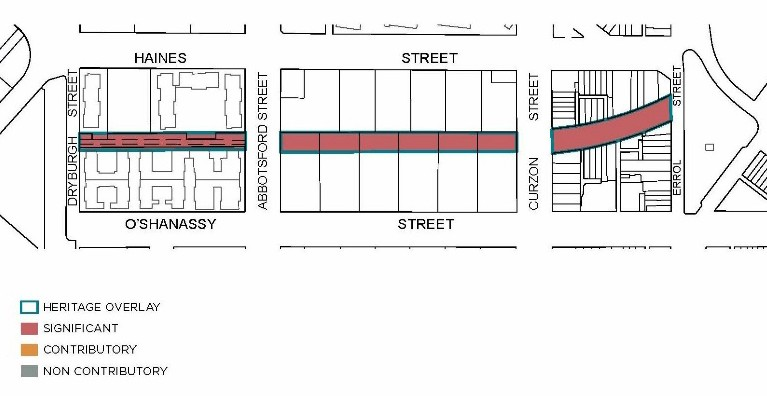 HAINES STREET
STREET
DRYBURGH
ABBOTSFORD STREET
STREET
CURZON
STREET
ERROL
O'SHANASSY STREET
HERITAGE OVERLAY
SIGNIFICANT
CONTRIBUTORY
NON CONTRIBUTORY